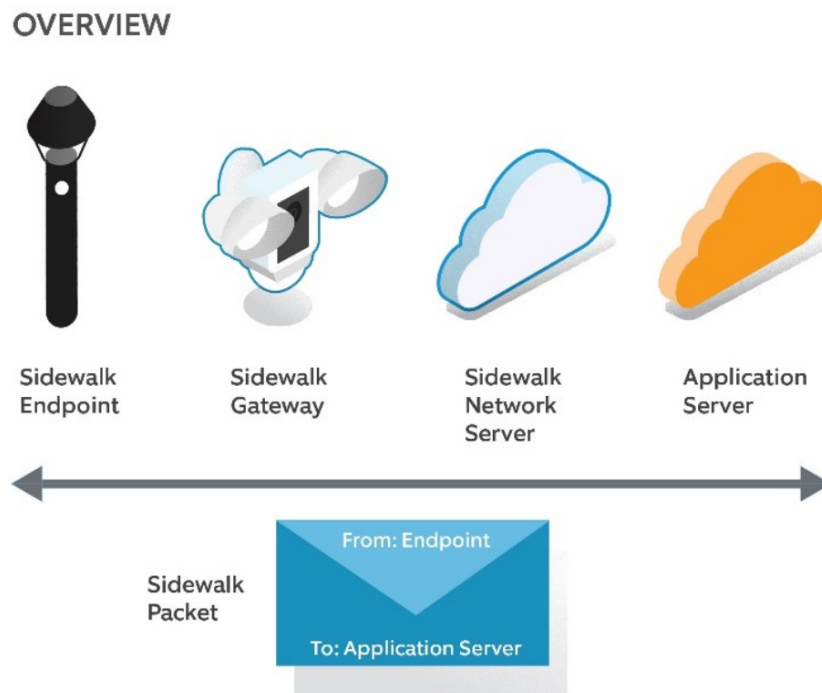 OVERVIEW
Sidewalk
Endpoint
Sidewalk
Gateway
Sidewalk
Network
Server
Application
Server
Sidewalk
Packet
From: Endpoint
To: Application Server